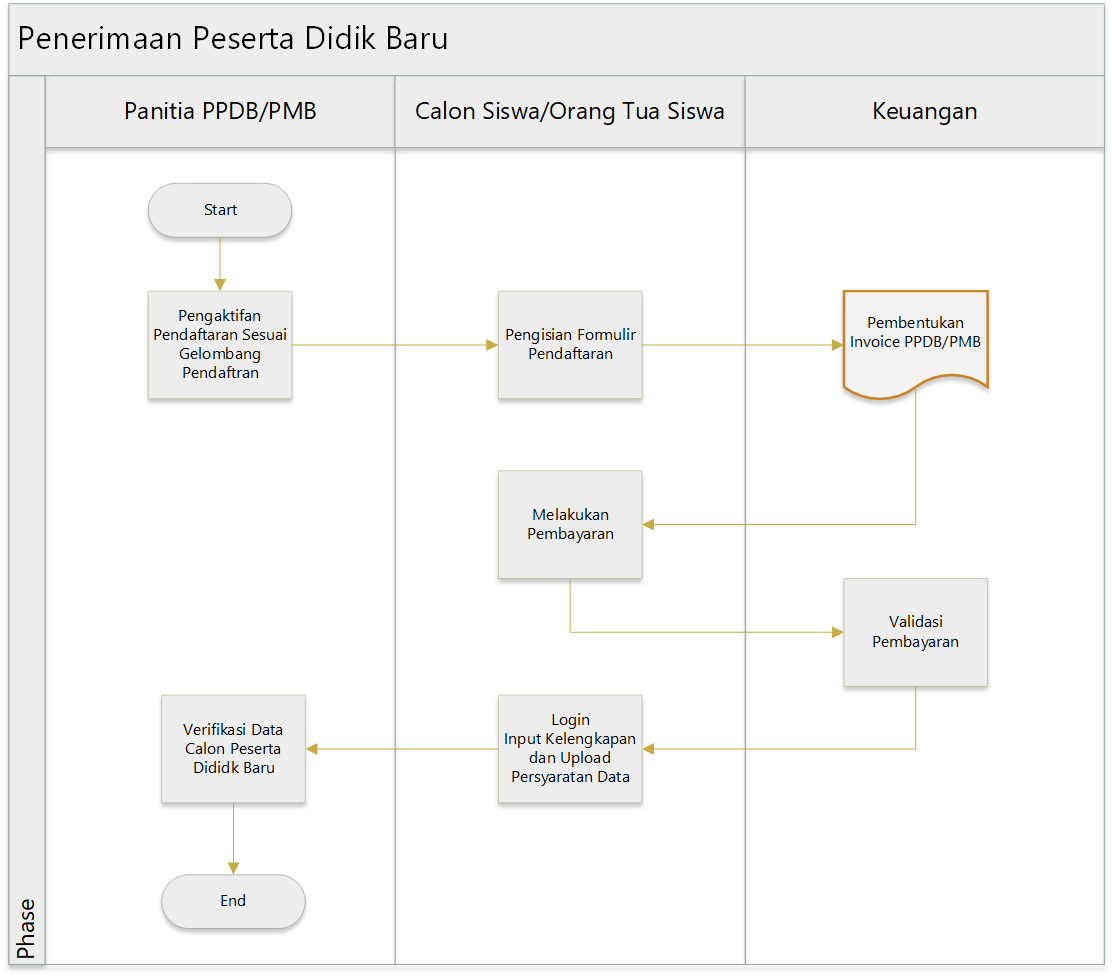 Penerimaan Peserta Didik Baru
Panitia PPDB/PMB
Calon Siswa/Orang Tua Siswa
Keuangan
Start
Pengaktifan
Pendaftaran Sesuai
Gelombang
Pendaftran
Pengisian Formulir
Pendaftaran
Pembentukan
Invoice PPDB/PMB
Melakukan
Pembayaran
Validasi
Pembayaran
Login
Input Kelengkapan
dan Upload
Persyaratan Data
Verifikasi Data
Calon Peserta
Dididk Baru
End
Phase